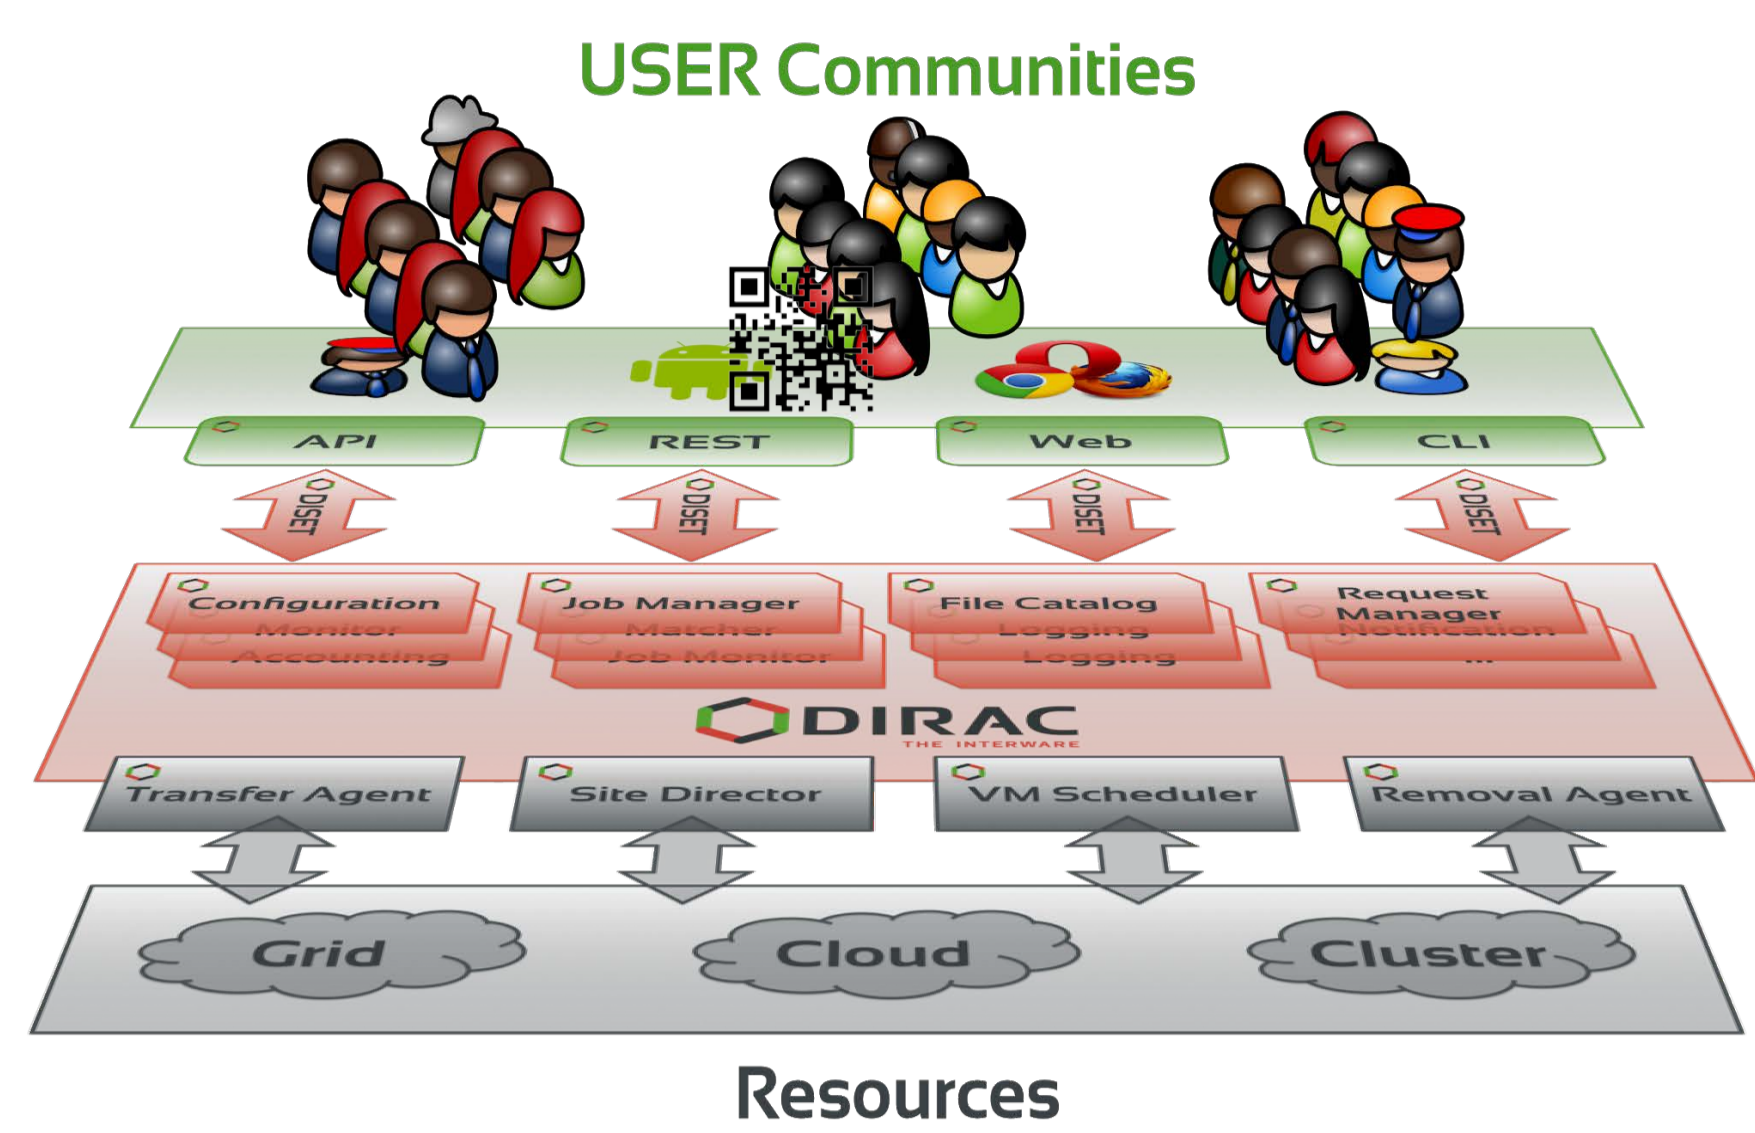 USER Communities
API
REST
Web
CLI
DISET
DISET
DISET
DISET
Configuration
Monitor
Accounting
Job Manager
Matcher
Job Monitor
File Catalog
Logging
Logging
Request
Manager
Notification
...
DIRAC
THE INTERWARE
Transfer Agent
Site Director
VM Scheduler
Removal Agent
Grid
Cloud
Cluster
Resources